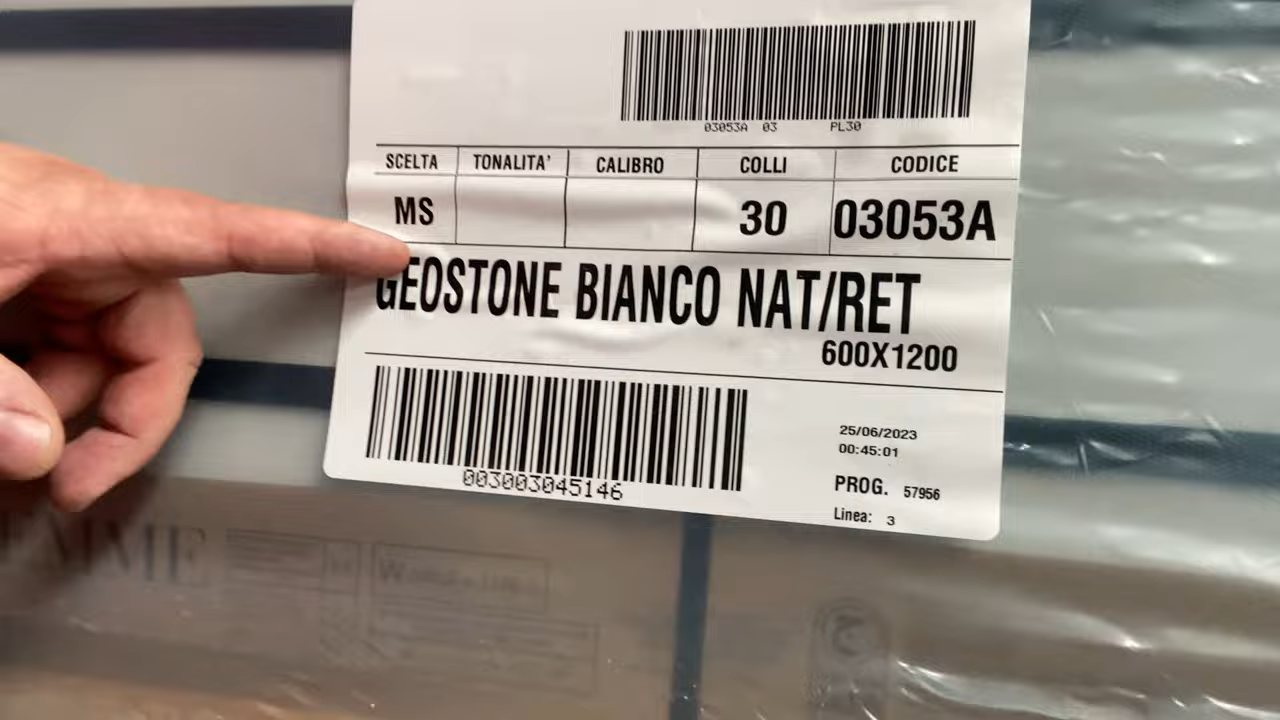 03053A 03 PL30
SCELTA TONALITA' CALIBRO COLLI CODICE
MS 30 03053A
GEOSTONE BIANCO NAT/RET
600X1200
25/06/2023
00:45:01
003003045146
PROG. 57956
Linea: 3